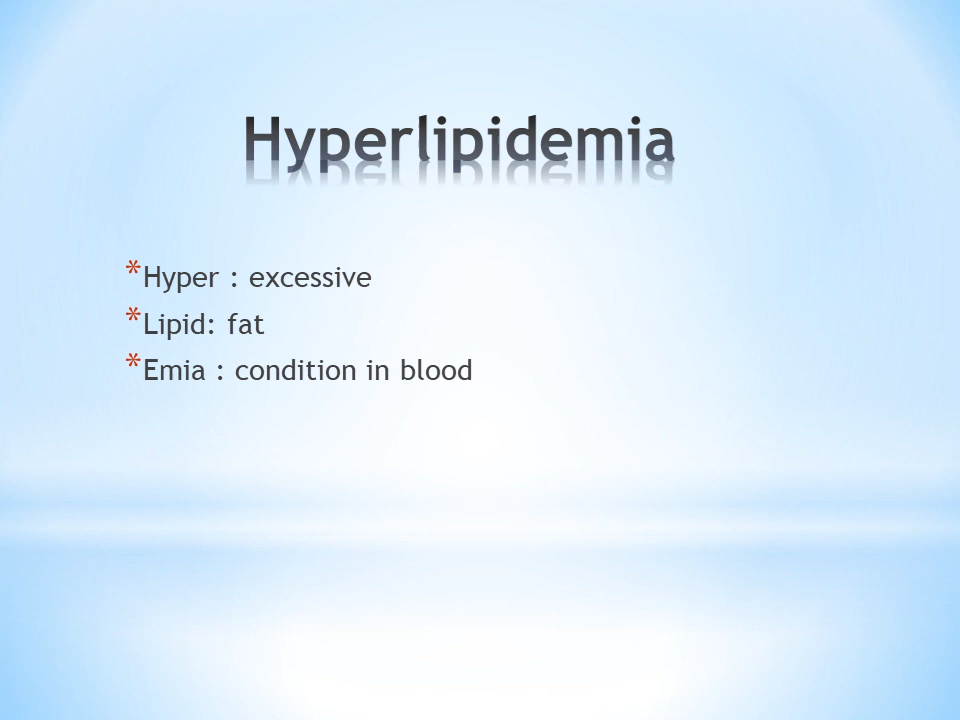 Hyperlipidemia
*Hyper : excessive
*Lipid: fat
*Emia : condition in blood